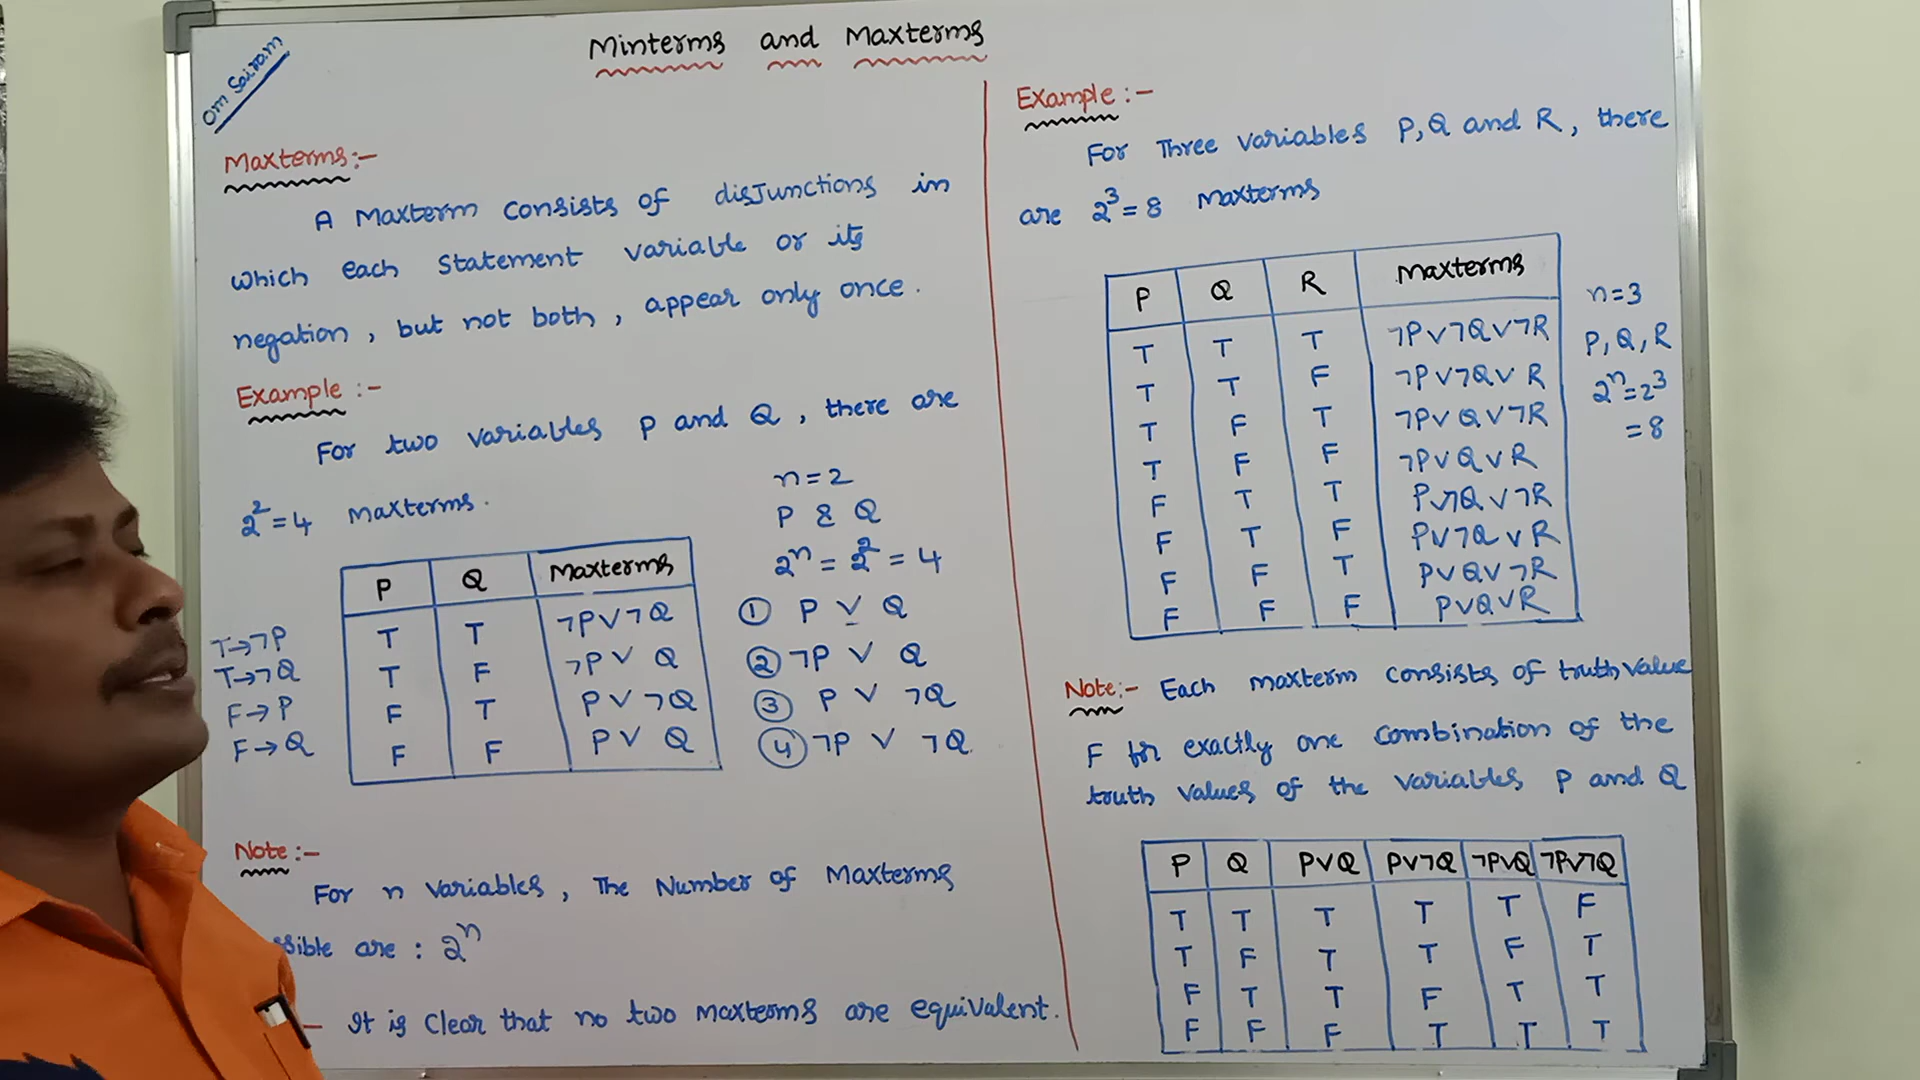 Minterms and Maxterms
Om Sairam
Maxterms:-
A Maxterm consists of disJunctions in
which each statement variable or its
negation, but not both, appear only once.
Example:-
For two variables P and Q, there are
2²=4 Maxterms.
n=2
P & Q
2ⁿ = 2² = 4
① P ∨ Q
② ¬P ∨ Q
③ P ∨ ¬Q
④ ¬P ∨ ¬Q
T→¬P
T→¬Q
F→P
F→Q
P Q Maxterms
T T ¬P∨¬Q
T F ¬P∨ Q
F T P∨¬Q
F F P∨ Q
Note:-
For n variables, The Number of Maxterms
are: 2ⁿ
- It is Clear that no two maxterms are equivalent.
Example:-
For Three variables P,Q and R, there
are 2³=8 Maxterms
P Q R Maxterms
T T T ¬P∨¬Q∨¬R
T T F ¬P∨¬Q∨R
T F T ¬P∨Q∨¬R
T F F ¬P∨Q∨R
F T T P∨¬Q∨¬R
F T F P∨¬Q∨R
F F T P∨Q∨¬R
F F F P∨Q∨R
n=3
P,Q,R
2ⁿ=2³
=8
Note:- Each maxterm consists of truth value
F for exactly one combination of the
truth values of the variables P and Q
P Q P∨Q P∨¬Q ¬P∨Q ¬P∨¬Q
T T T T T F
T F T T F T
F T T F T T
F F F T T T